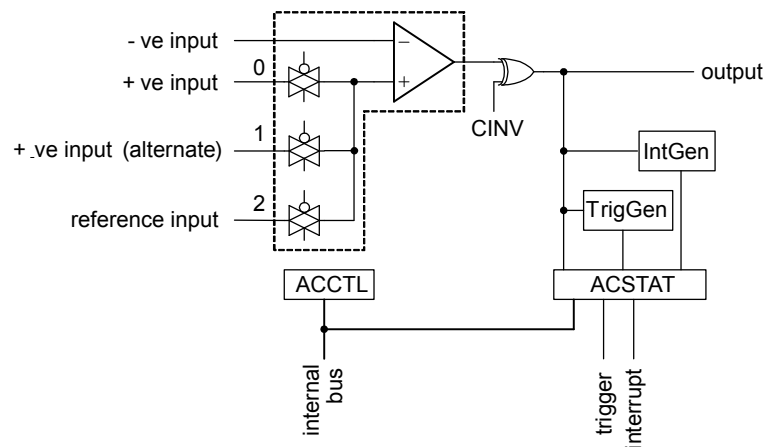 - ve input
+ ve input
0
+ ve input (alternate)
1
reference input
2
−
+
CINV
output
IntGen
TrigGen
ACCTL
ACSTAT
internal
bus
trigger
interrupt